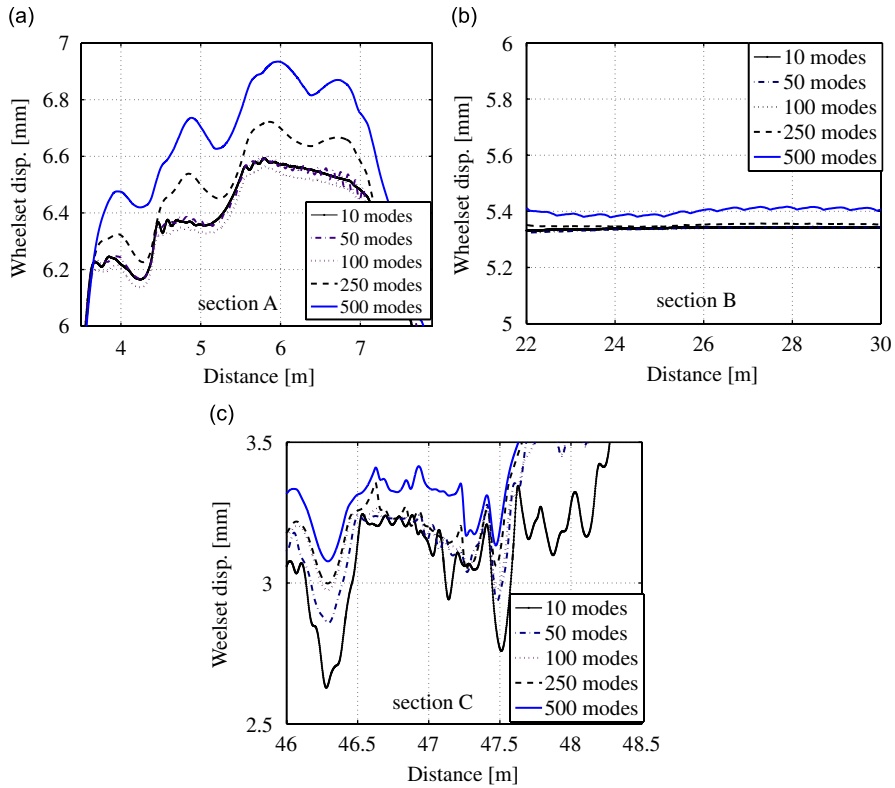 (a)
7
6.8
6.6
6.4
6.2
6
Wheelset disp. [mm]
10 modes
50 modes
100 modes
250 modes
500 modes
section A
4
5
6
7
Distance [m]
(b)
6
5.8
5.6
5.4
5.2
5
Wheelset disp. [mm]
10 modes
50 modes
100 modes
250 modes
500 modes
section B
22
24
26
28
30
Distance [m]
(c)
3.5
3
2.5
Weelset disp. [mm]
10 modes
50 modes
100 modes
250 modes
500 modes
section C
46
46.5
47
47.5
48
48.5
Distance [m]